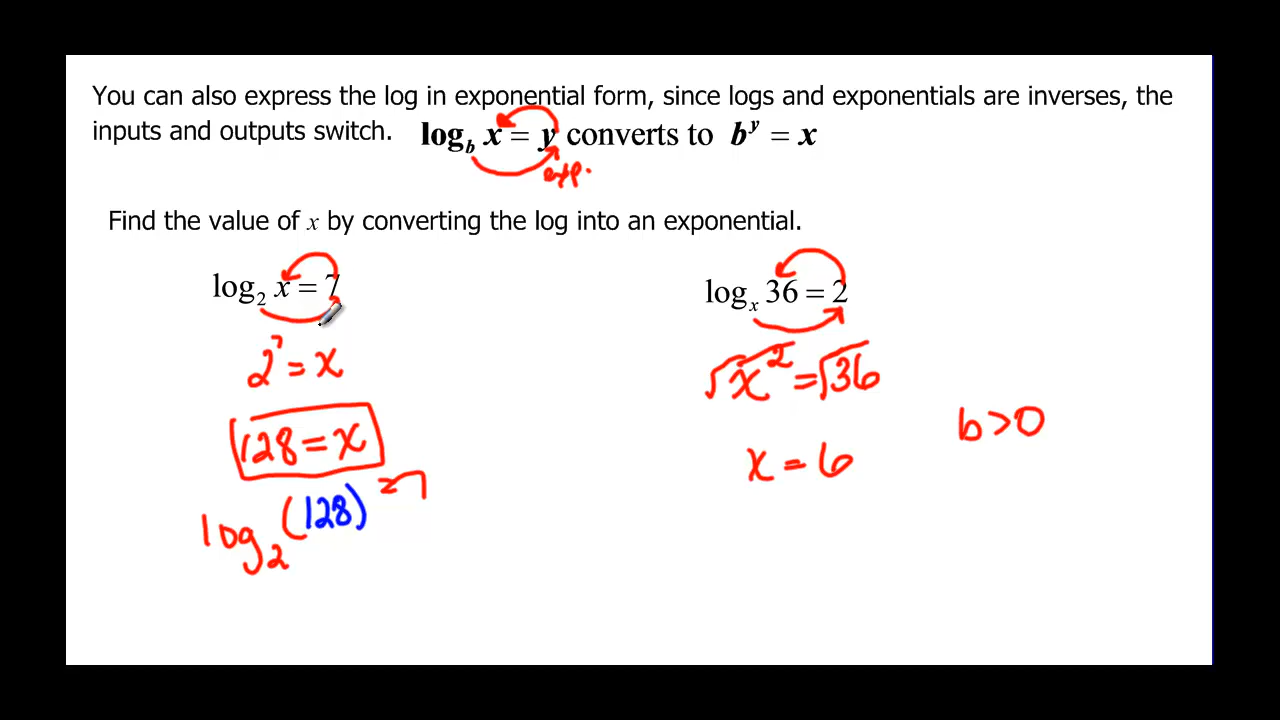 You can also express the log in exponential form, since logs and exponentials are inverses, the
inputs and outputs switch. log_b x = y converts to b^y = x
exp.
Find the value of x by converting the log into an exponential.
log_2 x = 7
2^7 = x
128 = x
log_2 (128) = 7
log_x 36 = 2
√x^2 = √36
x = 6
b > 0